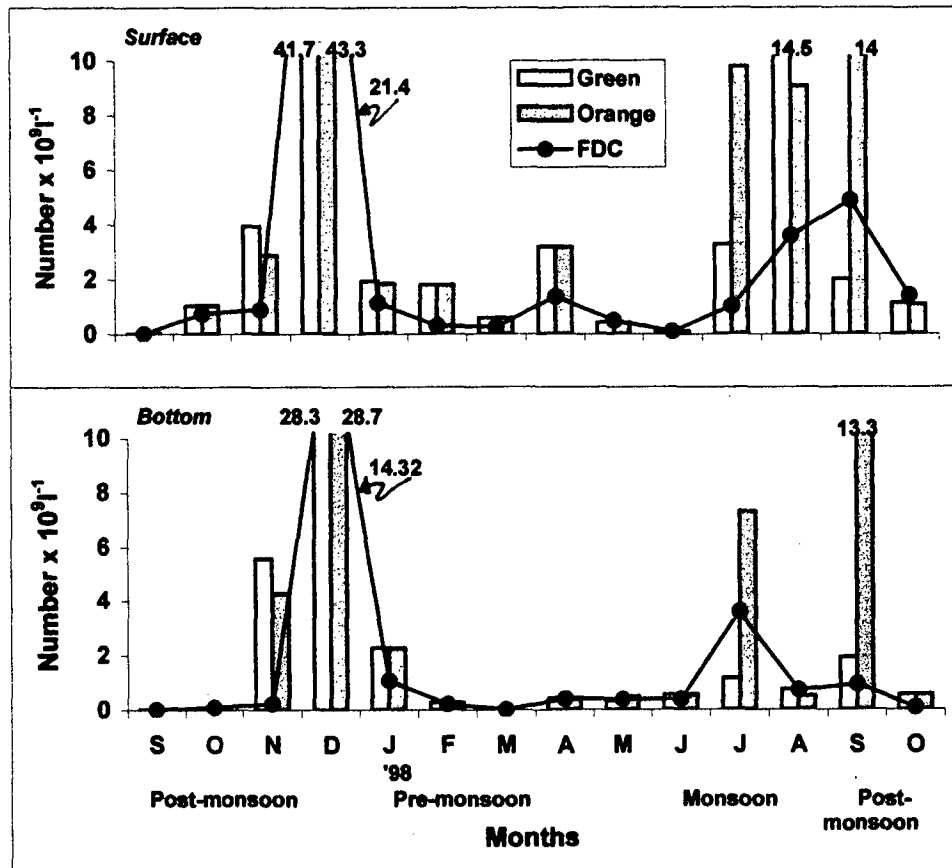 Surface
41.7 43.3
21.4
14.5 14
Green
Orange
FDC
Number x 10⁹l⁻¹
10
8
6
4
2
0
Bottom
28.3 28.7
14.32
13.3
Number x 10⁹l⁻¹
10
8
6
4
2
0
S O N D J F M A M J J A S O
'98
Post-monsoon Pre-monsoon Monsoon Post-
monsoon
Months